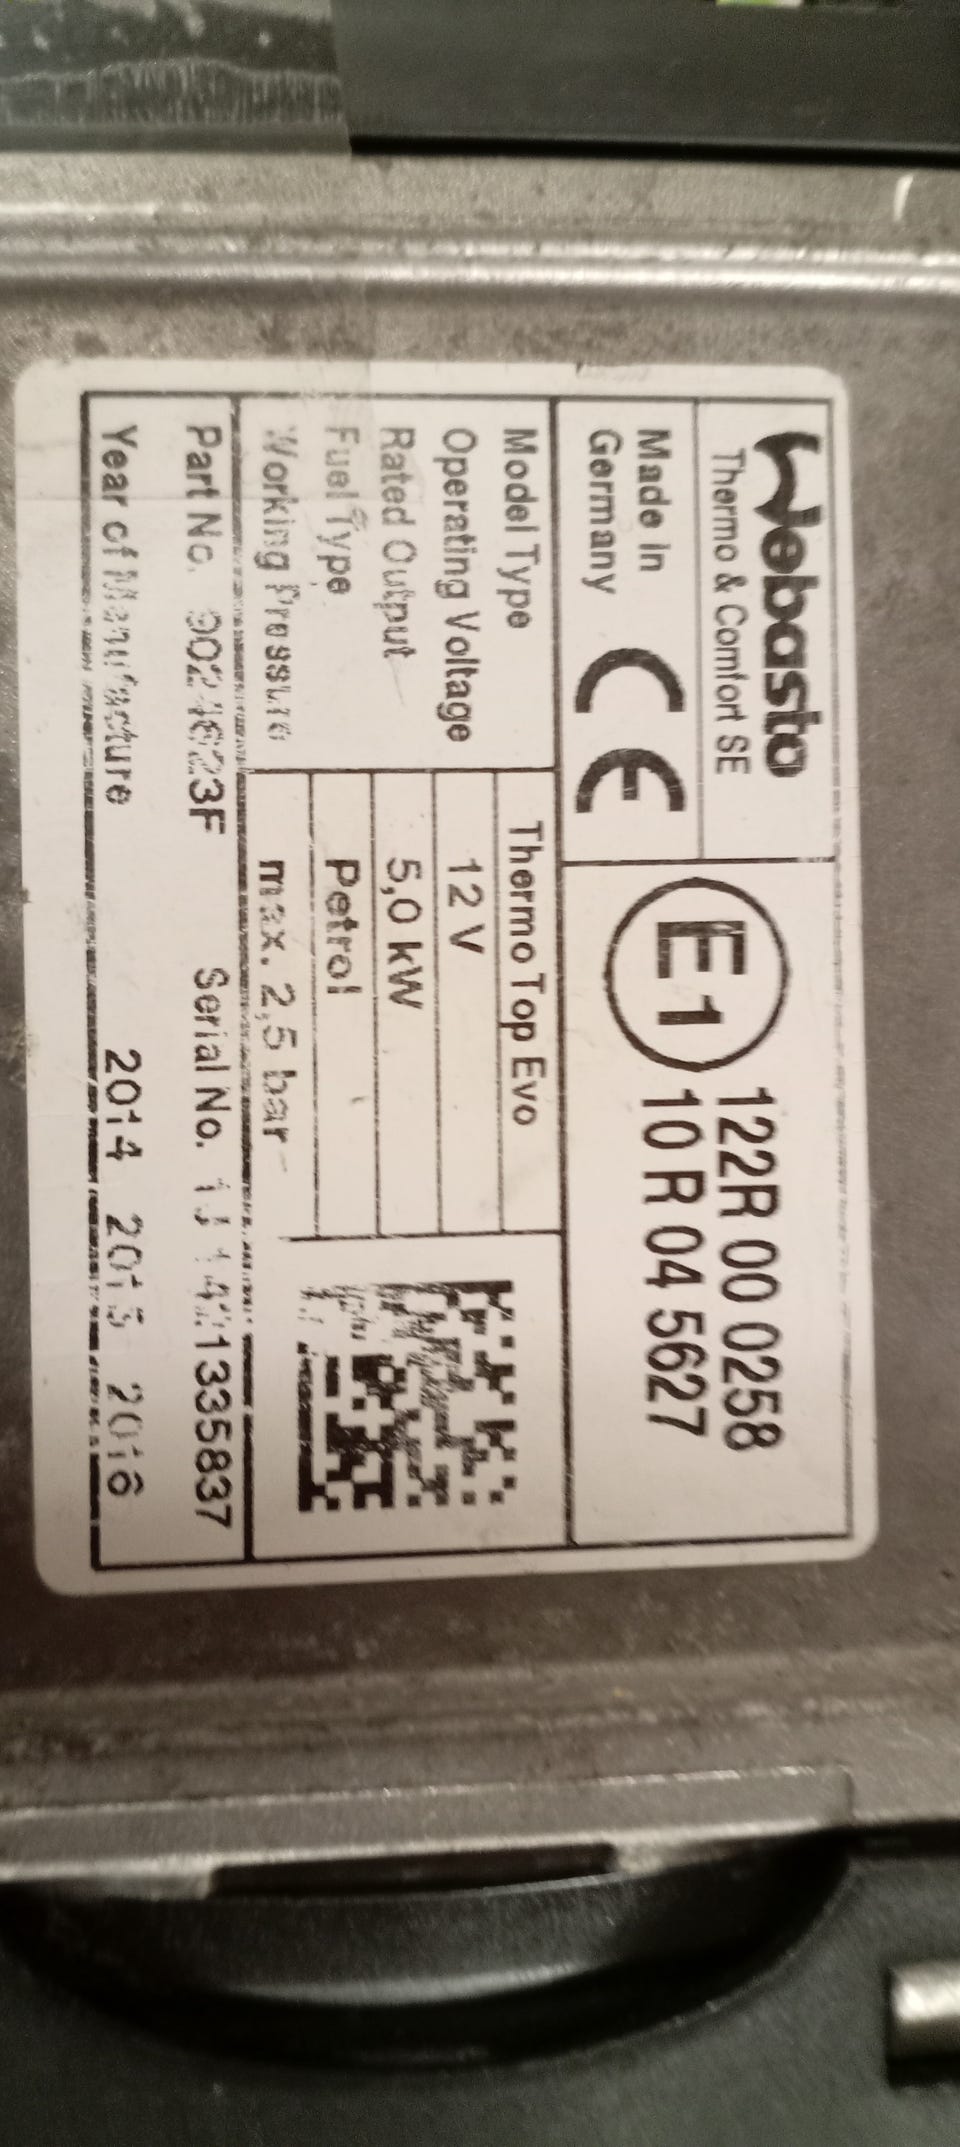 Webasto
Thermo & Comfort SE
Made in
Germany
CE
E1
122R 00 0258
10 R 04 5627
Model Type Thermo Top Evo
Operating Voltage 12 V
Rated Output 5,0 kW
Fuel Type Petrol
Working Pressure max. 2,5 bar
Part No. Serial No.
Year of Manufacture 2014 2015 2016